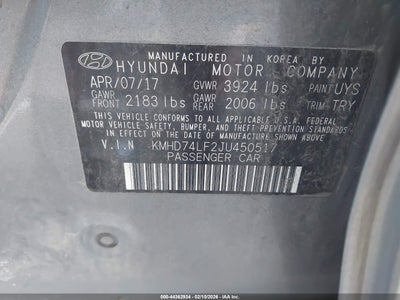 MANUFACTURED IN KOREA BY
HYUNDAI MOTOR COMPANY
APR/07/17 GVWR 3924 lbs PAINT UYS
GAWR FRONT 2183 lbs GAWR REAR 2006 lbs TRIM TRY
THIS VEHICLE CONFORMS TO ALL APPLICABLE U.S.A FEDERAL
MOTOR VEHICLE SAFETY, BUMPER, AND THEFT PREVENTION STANDARDS
IN EFFECT ON THE DATE OF MANUFACTURE SHOWN ABOVE.
V.I.N KMHD74LF2JU450517
PASSENGER CAR
© IAA - 44362934 - 02/10/2026 - 21801020